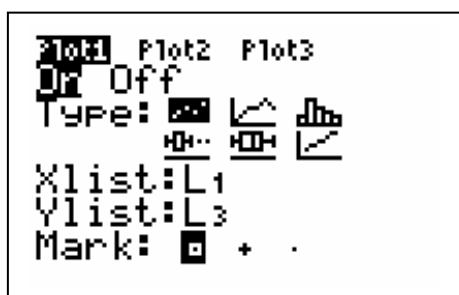 Plot1 Plot2 Plot3
On Off
Type:
Xlist:L1
Ylist:L3
Mark: + .